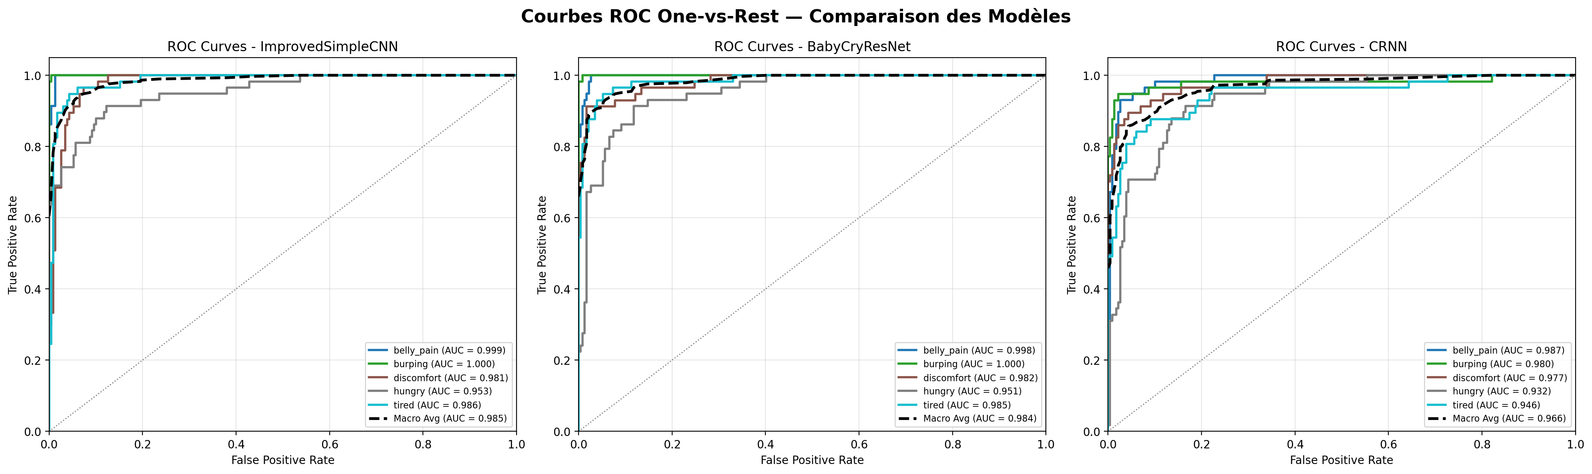 Courbes ROC One-vs-Rest — Comparaison des Modèles
ROC Curves - ImprovedSimpleCNN
True Positive Rate
1.0
0.8
0.6
0.4
0.2
0.0
belly_pain (AUC = 0.999)
burping (AUC = 1.000)
discomfort (AUC = 0.981)
hungry (AUC = 0.953)
tired (AUC = 0.986)
Macro Avg (AUC = 0.985)
0.0 0.2 0.4 0.6 0.8 1.0
False Positive Rate
ROC Curves - BabyCryResNet
True Positive Rate
1.0
0.8
0.6
0.4
0.2
0.0
belly_pain (AUC = 0.998)
burping (AUC = 1.000)
discomfort (AUC = 0.982)
hungry (AUC = 0.951)
tired (AUC = 0.985)
Macro Avg (AUC = 0.984)
0.0 0.2 0.4 0.6 0.8 1.0
False Positive Rate
ROC Curves - CRNN
True Positive Rate
1.0
0.8
0.6
0.4
0.2
0.0
belly_pain (AUC = 0.987)
burping (AUC = 0.980)
discomfort (AUC = 0.977)
hungry (AUC = 0.932)
tired (AUC = 0.946)
Macro Avg (AUC = 0.966)
0.0 0.2 0.4 0.6 0.8 1.0
False Positive Rate